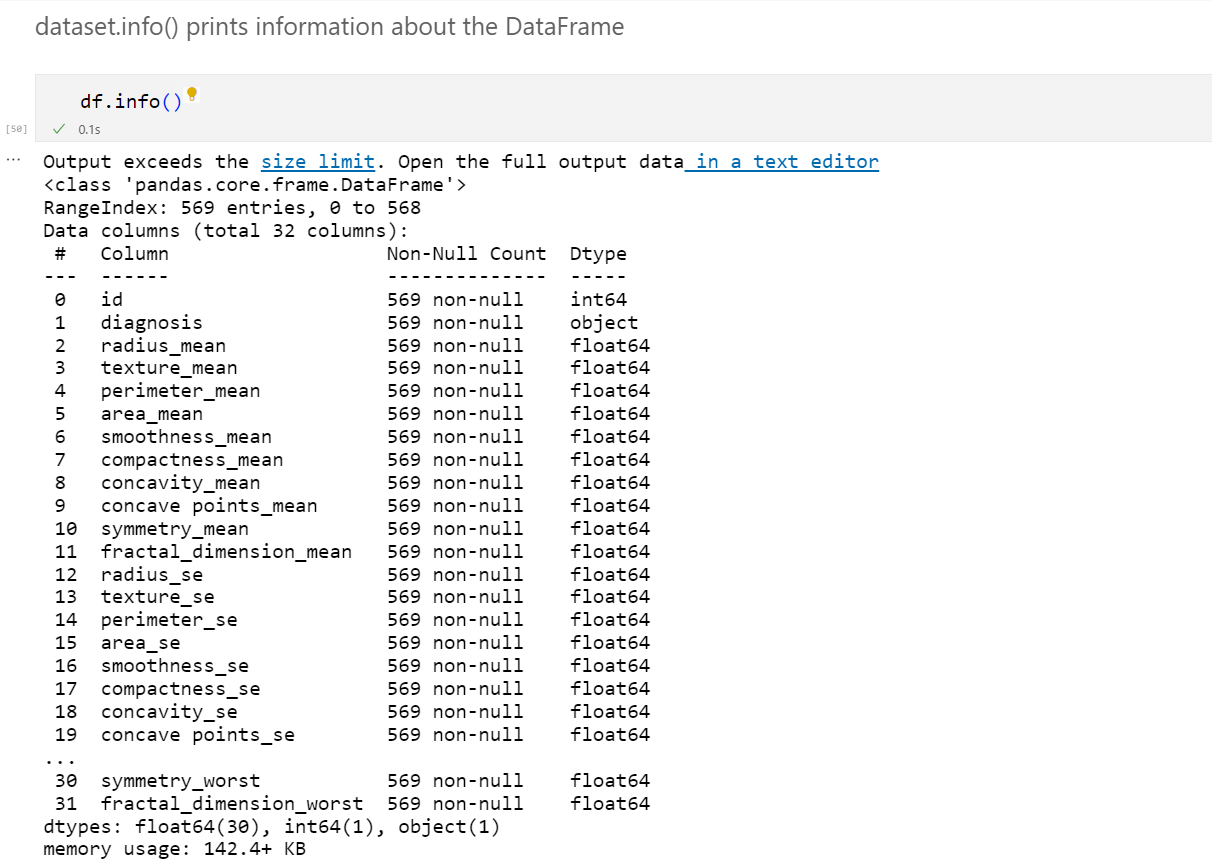 dataset.info() prints information about the DataFrame
df.info()
[50]
0.1s
... Output exceeds the size limit. Open the full output data in a text editor
<class 'pandas.core.frame.DataFrame'>
RangeIndex: 569 entries, 0 to 568
Data columns (total 32 columns):
 #   Column                   Non-Null Count  Dtype
---  ------                   --------------  -----
 0   id                       569 non-null    int64
 1   diagnosis                569 non-null    object
 2   radius_mean              569 non-null    float64
 3   texture_mean             569 non-null    float64
 4   perimeter_mean           569 non-null    float64
 5   area_mean                569 non-null    float64
 6   smoothness_mean          569 non-null    float64
 7   compactness_mean         569 non-null    float64
 8   concavity_mean           569 non-null    float64
 9   concave points_mean      569 non-null    float64
 10  symmetry_mean            569 non-null    float64
 11  fractal_dimension_mean   569 non-null    float64
 12  radius_se                569 non-null    float64
 13  texture_se               569 non-null    float64
 14  perimeter_se             569 non-null    float64
 15  area_se                  569 non-null    float64
 16  smoothness_se            569 non-null    float64
 17  compactness_se           569 non-null    float64
 18  concavity_se             569 non-null    float64
 19  concave points_se        569 non-null    float64
...
 30  symmetry_worst           569 non-null    float64
 31  fractal_dimension_worst  569 non-null    float64
dtypes: float64(30), int64(1), object(1)
memory usage: 142.4+ KB